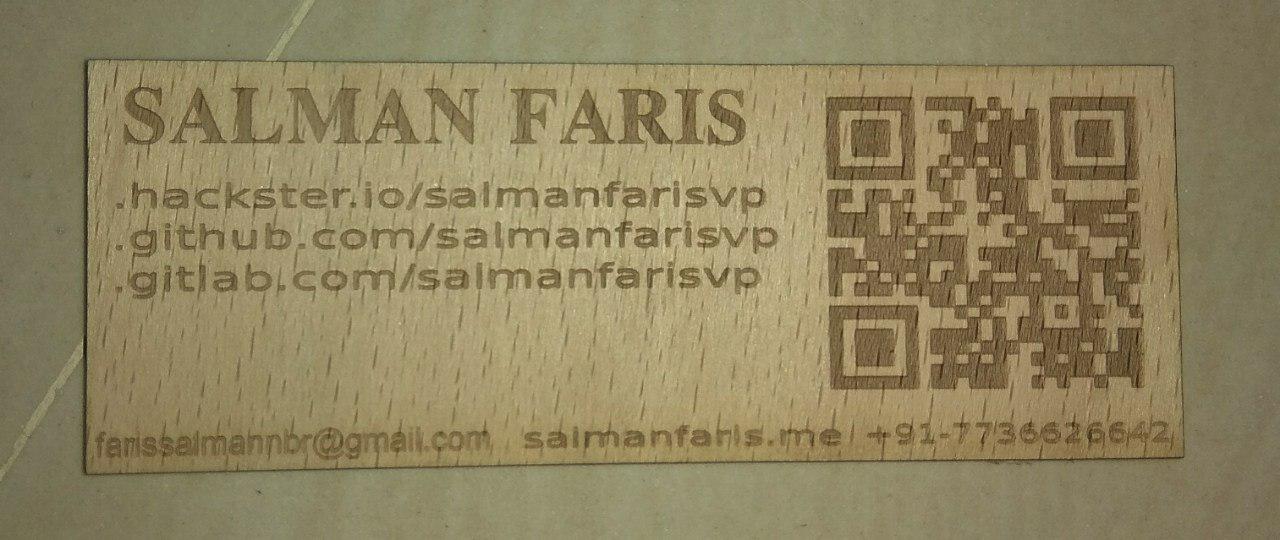 SALMAN FARIS
.hackster.io/salmanfarisvp
.github.com/salmanfarisvp
.gitlab.com/salmanfarisvp
farissalmannbr@gmail.com salmanfaris.me +91-7736626642